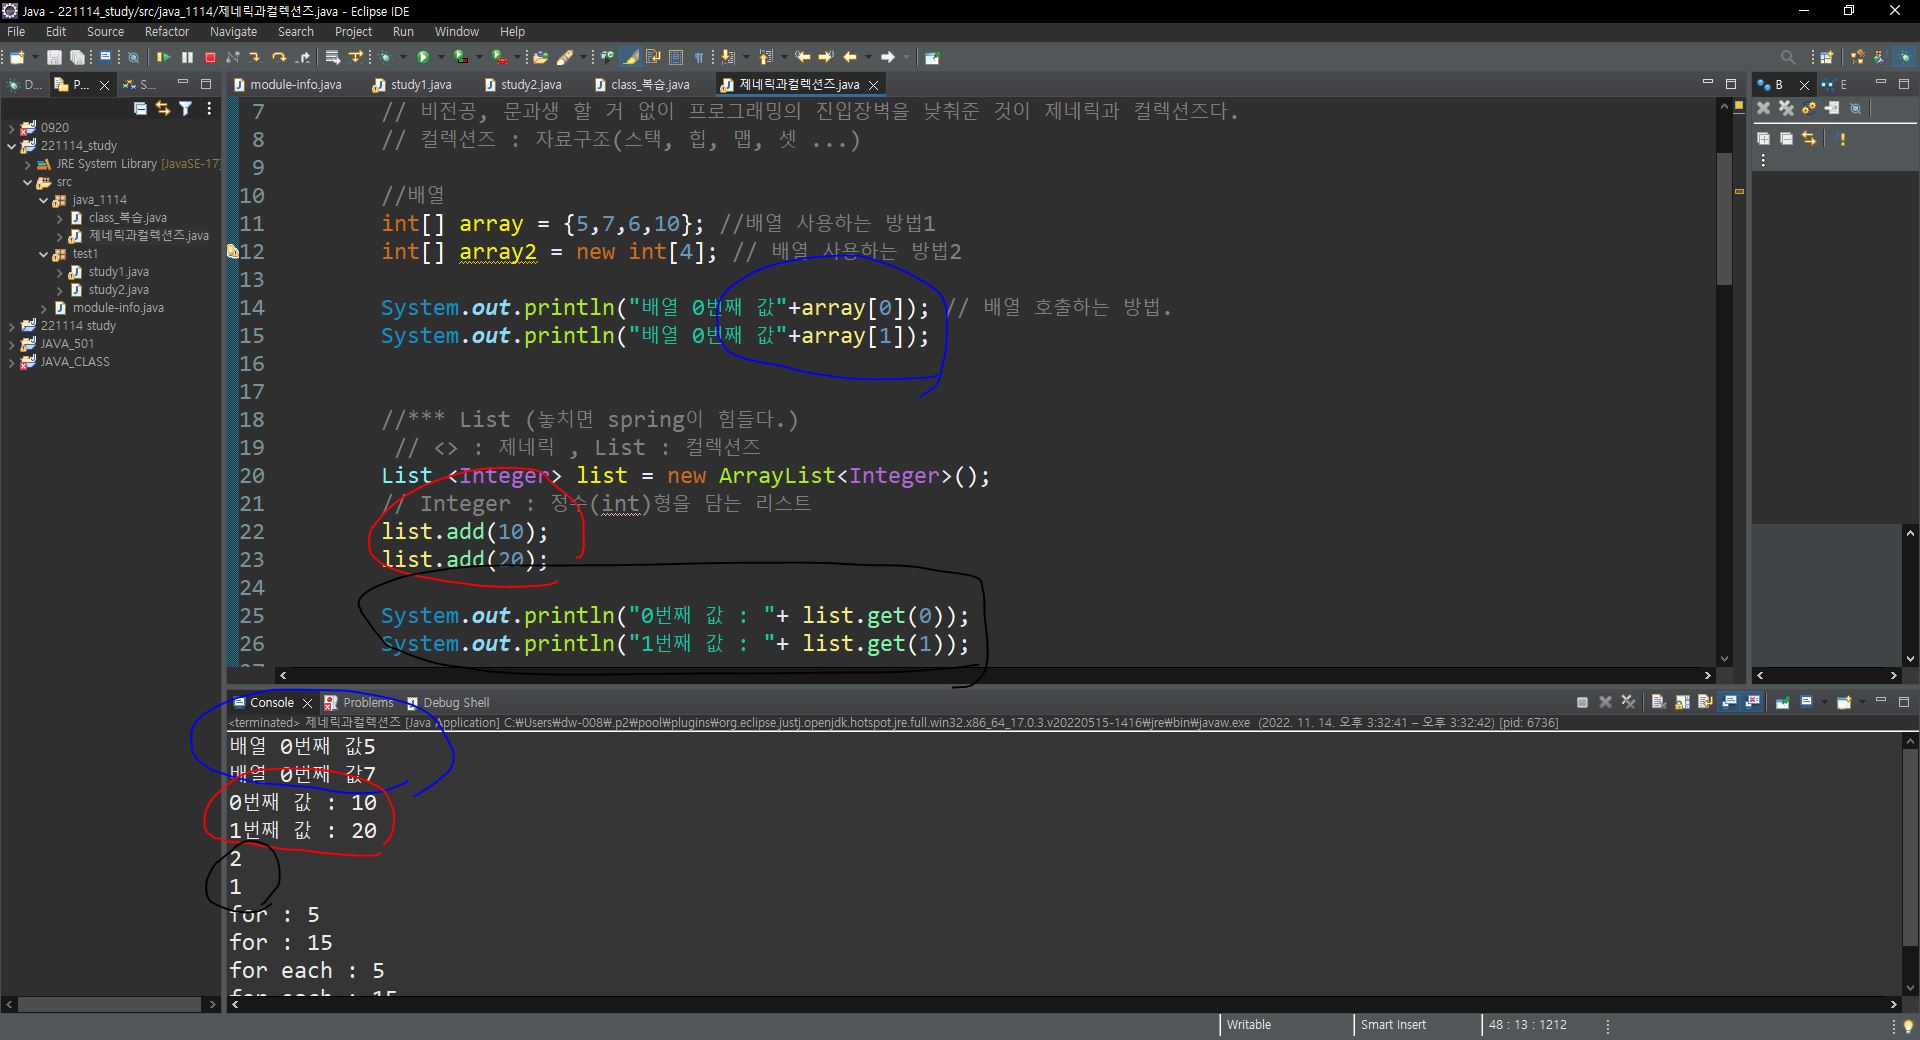 Java - 221114_study/src/java_1114/제네릭과컬렉션즈.java - Eclipse IDE
File Edit Source Refactor Navigate Search Project Run Window Help
D... P... S...
module-info.java study1.java study2.java class_복습.java 제네릭과컬렉션즈.java
B E
0920
221114_study
JRE System Library [JavaSE-17]
src
java_1114
class_복습.java
제네릭과컬렉션즈.java
test1
study1.java
study2.java
module-info.java
221114 study
JAVA_501
JAVA_CLASS
7 // 비전공, 문과생 할 거 없이 프로그래밍의 진입장벽을 낮춰준 것이 제네릭과 컬렉션즈다.
8 // 컬렉션즈 : 자료구조(스택, 힙, 맵, 셋 ...)
9
10 //배열
11 int[] array = {5,7,6,10}; //배열 사용하는 방법1
12 int[] array2 = new int[4]; // 배열 사용하는 방법2
13
14 System.out.println("배열 0번째 값"+array[0]); // 배열 호출하는 방법.
15 System.out.println("배열 0번째 값"+array[1]);
16
17
18 //*** List (놓치면 spring이 힘들다.)
19 // <> : 제네릭 , List : 컬렉션즈
20 List <Integer> list = new ArrayList<Integer>();
21 // Integer : 정수(int)형을 담는 리스트
22 list.add(10);
23 list.add(20);
24
25 System.out.println("0번째 값 : "+ list.get(0));
26 System.out.println("1번째 값 : "+ list.get(1));
27
Console Problems Debug Shell
<terminated> 제네릭과컬렉션즈 [Java Application] C:₩Users₩dw-008₩.p2₩pool₩plugins₩org.eclipse.justj.openjdk.hotspot.jre.full.win32.x86_64_17.0.3.v20220515-1416₩jre₩bin₩javaw.exe (2022. 11. 14. 오후 3:32:41 – 오후 3:32:42) [pid: 6736]
배열 0번째 값5
배열 0번째 값7
0번째 값 : 10
1번째 값 : 20
2
1
for : 5
for : 15
for each : 5
for each : 15
Writable Smart Insert 48 : 13 : 1212